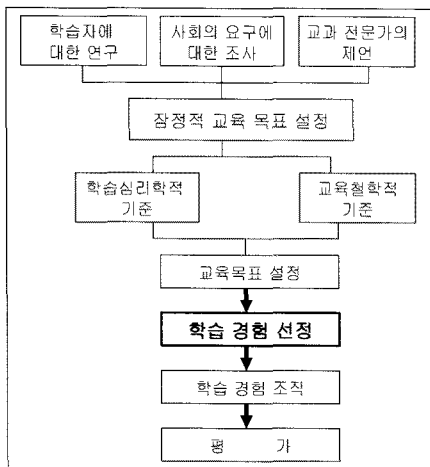 학습자에
대한 연구
사회의 요구에
대한 조사
교과 전문가의
제언
잠정적 교육 목표 설정
학습심리학적
기준
교육철학적
기준
교육목표 설정
학습 경험 선정
학습 경험 조직
평 가